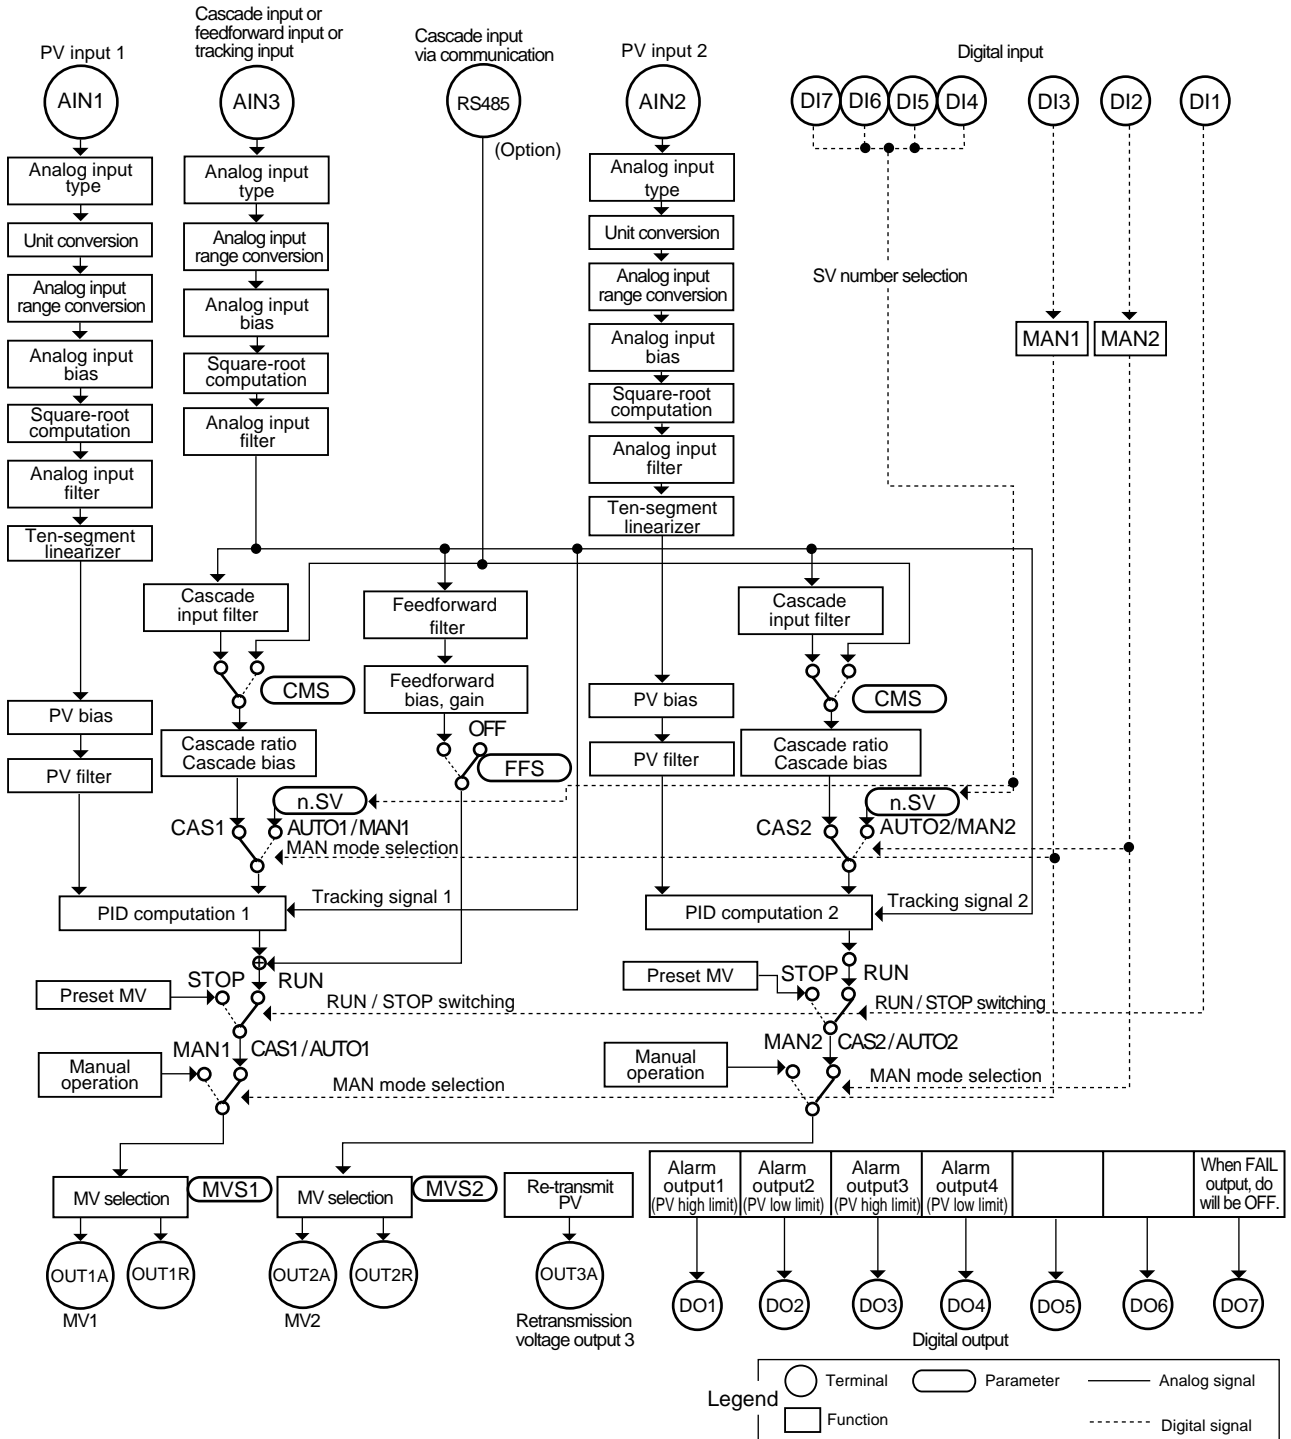 Cascade input or
feedforward input or
tracking input
PV input 1
Cascade input
via communication
PV input 2
Digital input
AIN1
AIN3
RS485
(Option)
AIN2
DI7
DI6
DI5
DI4
DI3
DI2
DI1
Analog input
type
Unit conversion
Analog input
range conversion
Analog input
bias
Square-root
computation
Analog input
filter
Ten-segment
linearizer
Analog input
type
Analog input
range conversion
Analog input
bias
Square-root
computation
Analog input
filter
Analog input
type
Unit conversion
Analog input
range conversion
Analog input
bias
Square-root
computation
Analog input
filter
Ten-segment
linearizer
SV number selection
MAN1
MAN2
Cascade
input filter
Feedforward
filter
Cascade
input filter
CMS
Feedforward
bias, gain
CMS
PV bias
PV filter
Cascade ratio
Cascade bias
OFF
FFS
PV bias
PV filter
Cascade ratio
Cascade bias
n.SV
CAS1
AUTO1/MAN1
MAN mode selection
n.SV
CAS2
AUTO2/MAN2
PID computation 1
Tracking signal 1
PID computation 2
Tracking signal 2
Preset MV
STOP
RUN
RUN / STOP switching
Preset MV
STOP
RUN
RUN / STOP switching
MAN1
CAS1/AUTO1
Manual
operation
MAN mode selection
MAN2
CAS2/AUTO2
Manual
operation
MAN mode selection
MV selection
MVS1
MV selection
MVS2
Re-transmit
PV
Alarm
output1
(PV high limit)
Alarm
output2
(PV low limit)
Alarm
output3
(PV high limit)
Alarm
output4
(PV low limit)
When FAIL
output, do
will be OFF.
OUT1A
OUT1R
OUT2A
OUT2R
OUT3A
DO1
DO2
DO3
DO4
DO5
DO6
DO7
MV1
MV2
Retransmission
voltage output 3
Digital output
Legend
Terminal
Parameter
Analog signal
Function
Digital signal